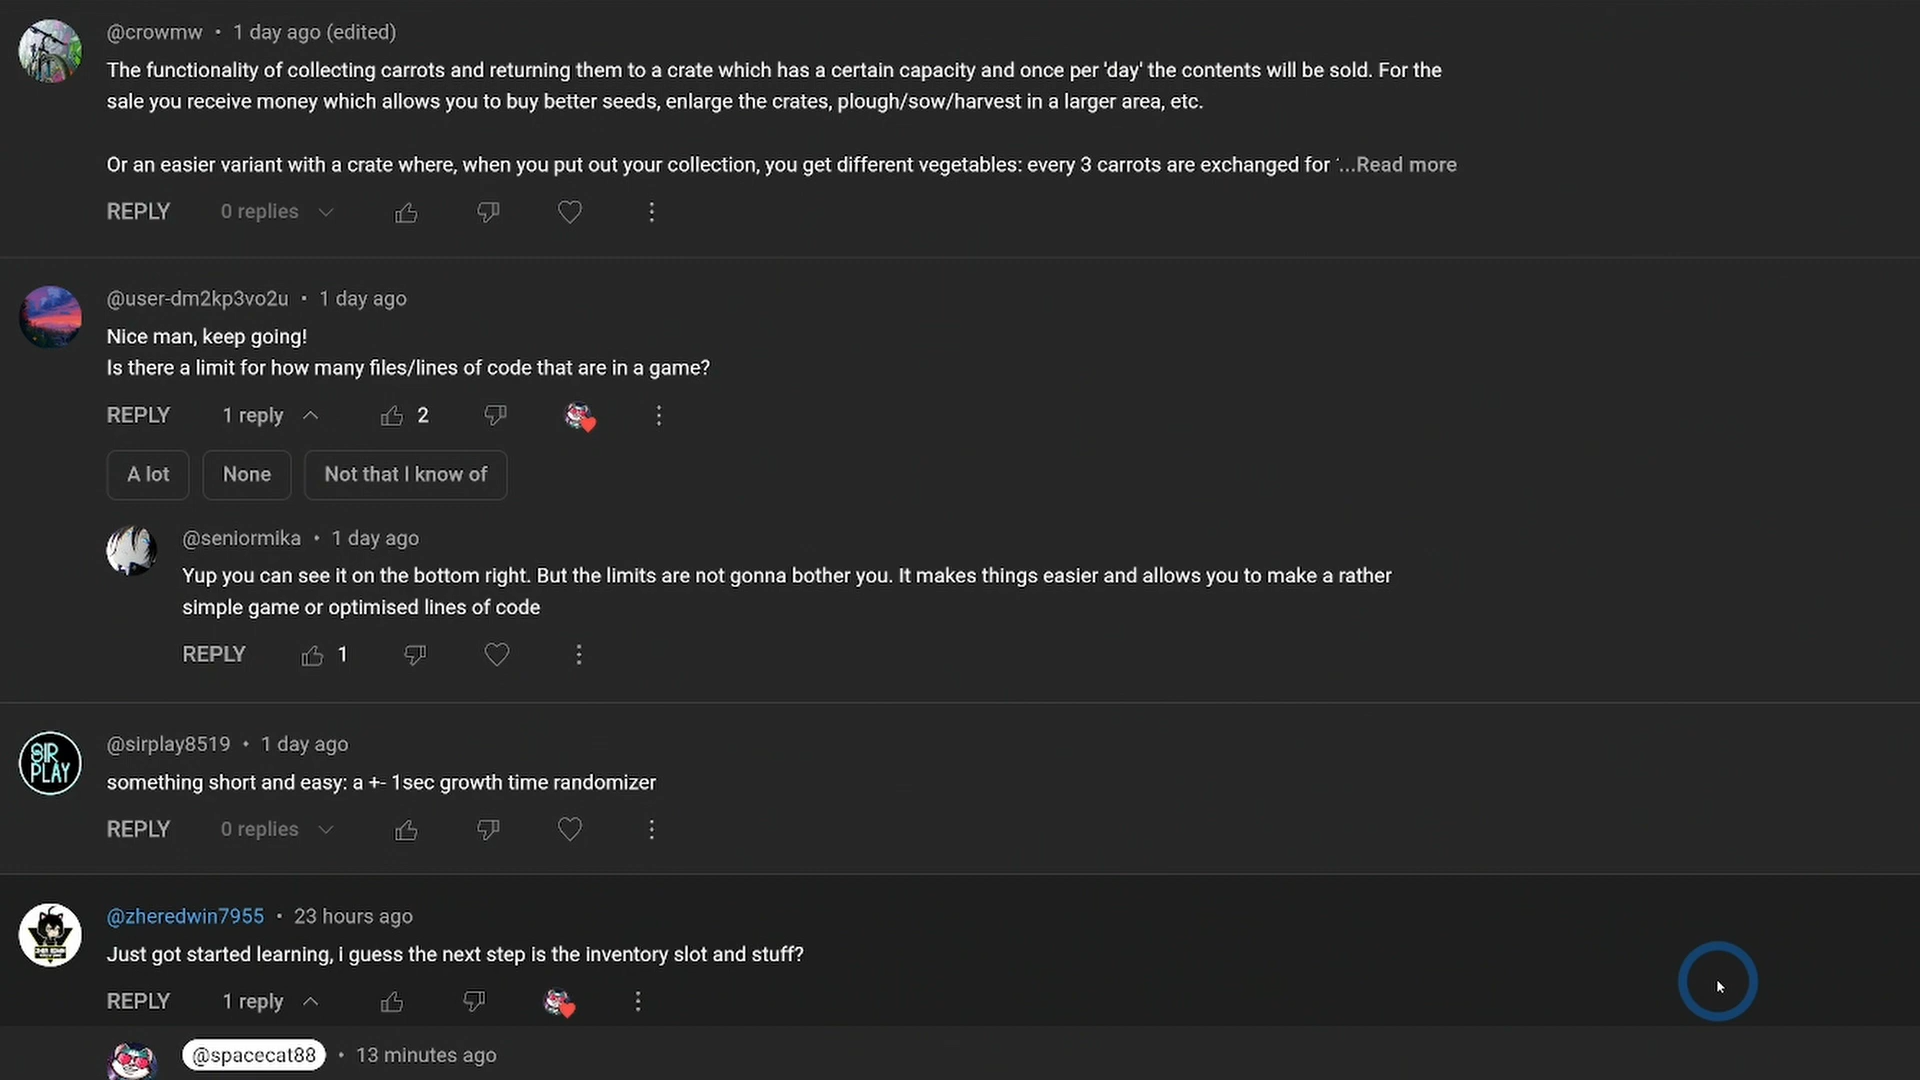 @crowmw • 1 day ago (edited)
The functionality of collecting carrots and returning them to a crate which has a certain capacity and once per 'day' the contents will be sold. For the
sale you receive money which allows you to buy better seeds, enlarge the crates, plough/sow/harvest in a larger area, etc.
Or an easier variant with a crate where, when you put out your collection, you get different vegetables: every 3 carrots are exchanged for ...Read more
REPLY 0 replies
@user-dm2kp3vo2u • 1 day ago
Nice man, keep going!
Is there a limit for how many files/lines of code that are in a game?
REPLY 1 reply 2
A lot None Not that I know of
@seniormika • 1 day ago
Yup you can see it on the bottom right. But the limits are not gonna bother you. It makes things easier and allows you to make a rather
simple game or optimised lines of code
REPLY 1
SIR
PLAY
@sirplay8519 • 1 day ago
something short and easy: a +- 1sec growth time randomizer
REPLY 0 replies
@zheredwin7955 • 23 hours ago
Just got started learning, i guess the next step is the inventory slot and stuff?
REPLY 1 reply
@spacecat88 • 13 minutes ago